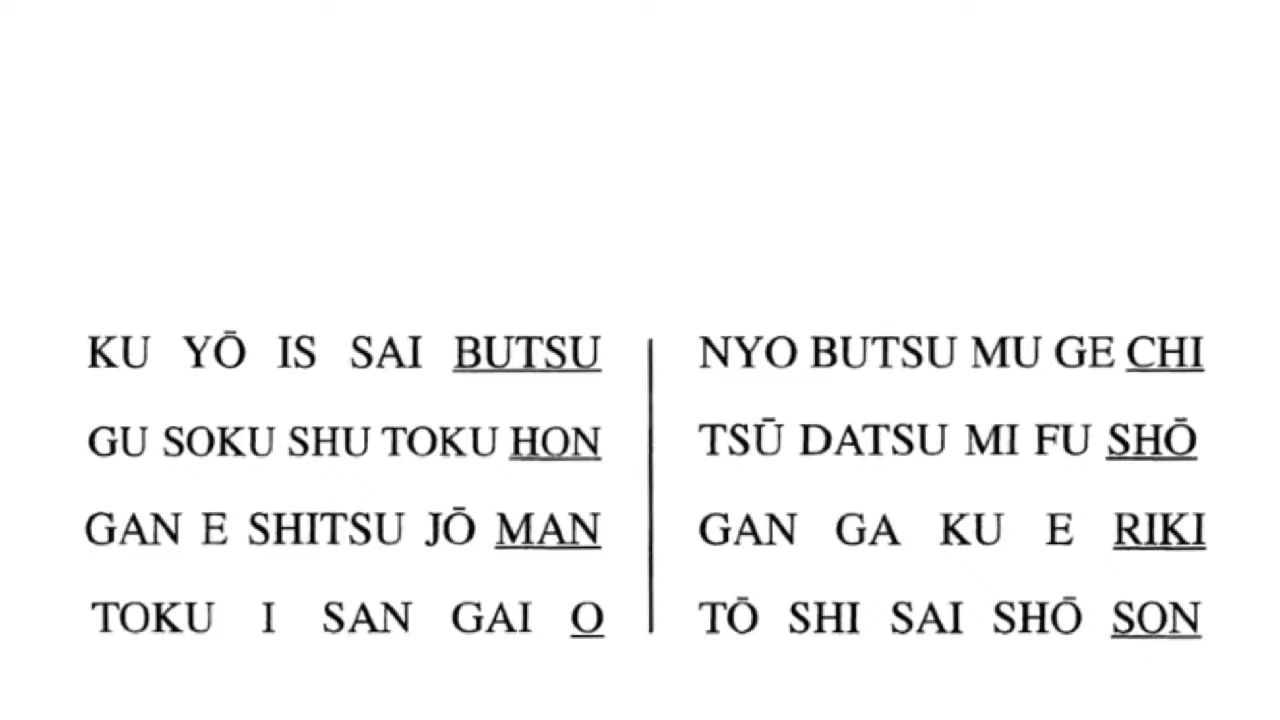 KU YŌ IS SAI BUTSU
GU SOKU SHU TOKU HON
GAN E SHITSU JŌ MAN
TOKU I SAN GAI O
NYO BUTSU MU GE CHI
TSŪ DATSU MI FU SHŌ
GAN GA KU E RIKI
TŌ SHI SAI SHŌ SON